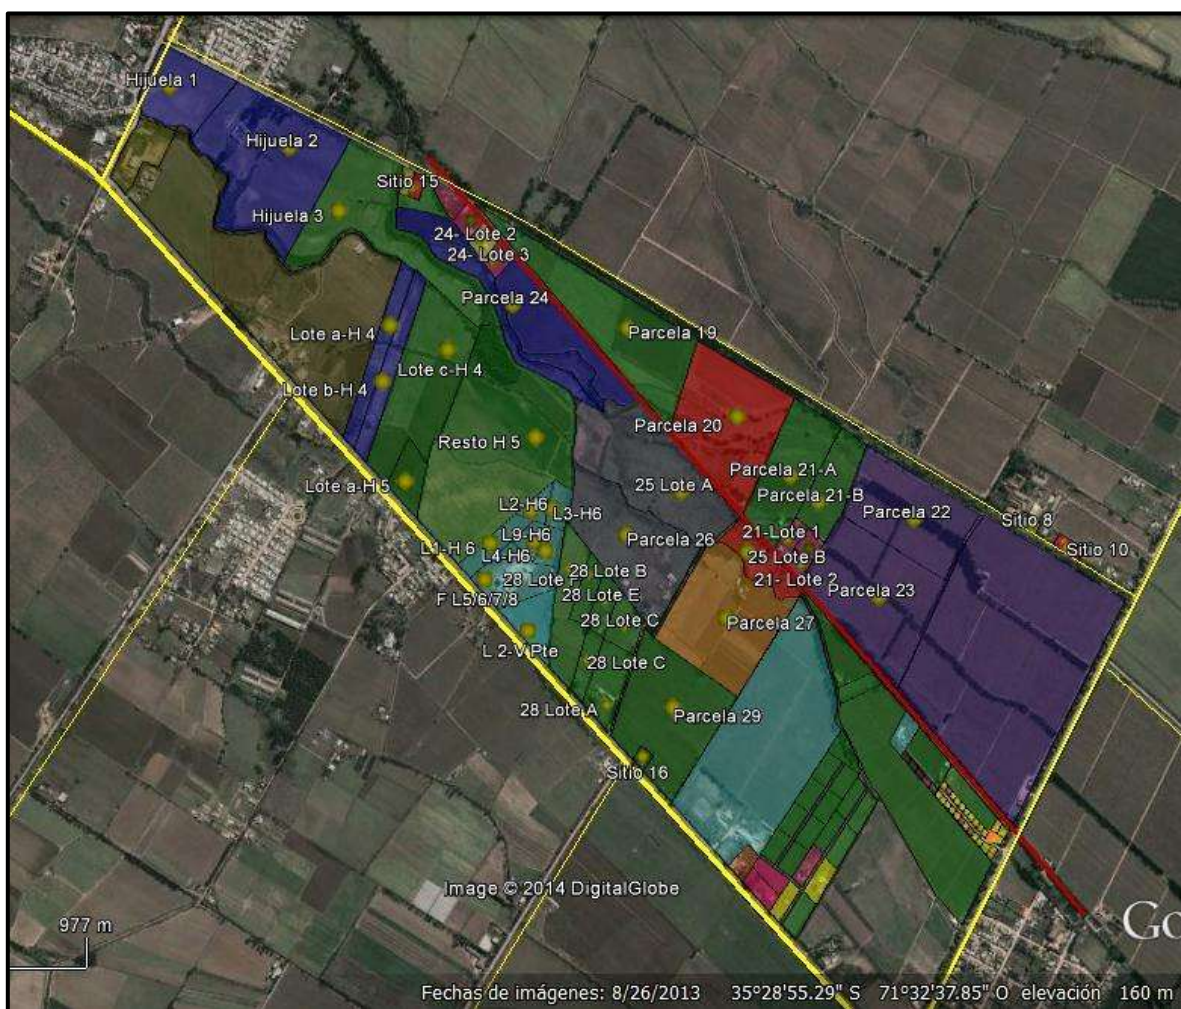 Hijuela 1
Hijuela 2
Sitio 15
Hijuela 3
24- Lote 2
24- Lote 3
Parcela 24
Lote a-H 4
Parcela 19
Lote c-H 4
Lote b-H 4
Parcela 20
Resto H 5
Parcela 21-A
Lote a-H 5
25 Lote A
Parcela 21-B
L2-H6
L3-H6
Parcela 22
Sitio 8
L9-H6
Parcela 26
21-Lote 1
Sitio 10
L1-H 6
L4-H6
25 Lote B
28 Lote B
28 Lote F
21- Lote 2
F L5/6/7/8
28 Lote E
Parcela 23
28 Lote C
Parcela 27
L 2-V Pte
28 Lote C
28 Lote A
Parcela 29
Sitio 16
Image © 2014 DigitalGlobe
977 m
Go
Fechas de imágenes: 8/26/2013 35°28'55.29" S 71°32'37.85" O elevación 160 m